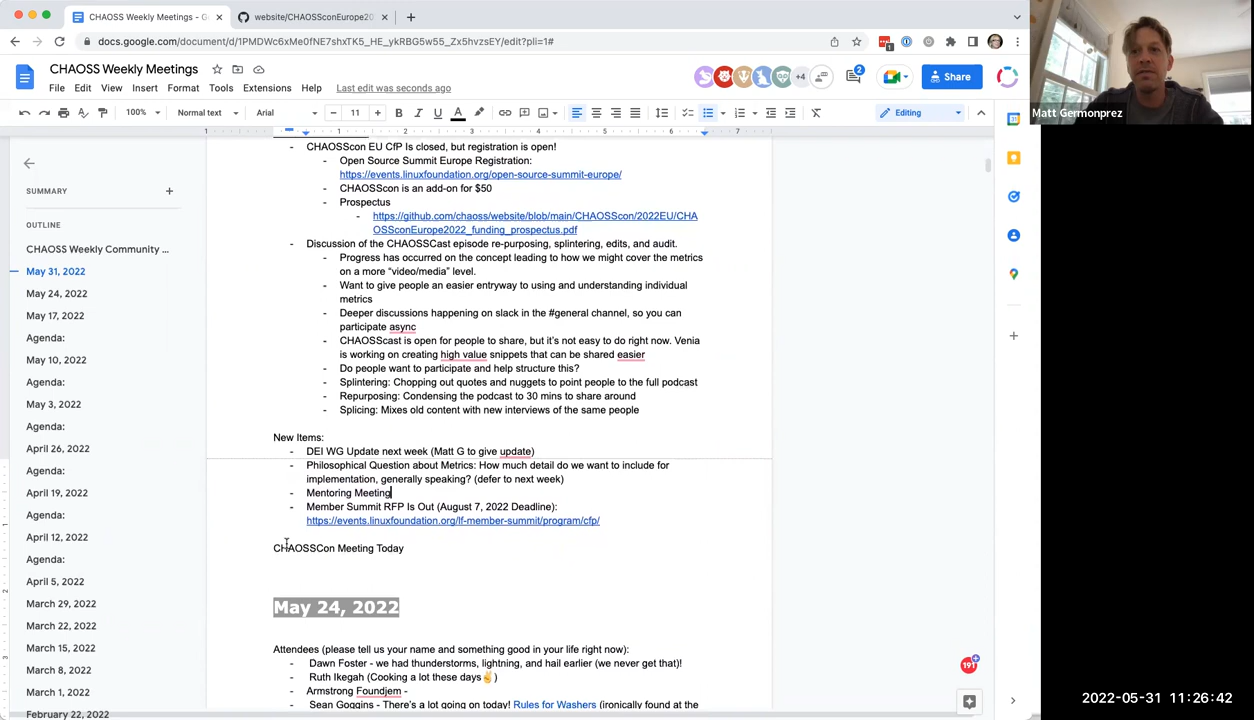 CHAOSS Weekly Meetings - G
website/CHAOSSconEurope20
docs.google.com/document/d/1PMDWc6xMe0fNE7shxTK5_HE_ykRBG5w55_Zx5hvzsEY/edit?pli=1#
CHAOSS Weekly Meetings
File Edit View Insert Format Tools Extensions Help Last edit was seconds ago
+4
2
Share
100% Normal text Arial 11 Editing
Matt Germonprez
SUMMARY
OUTLINE
CHAOSS Weekly Community ...
May 31, 2022
May 24, 2022
May 17, 2022
Agenda:
May 10, 2022
Agenda:
May 3, 2022
Agenda:
April 26, 2022
Agenda:
April 19, 2022
Agenda:
April 12, 2022
Agenda:
April 5, 2022
March 29, 2022
March 22, 2022
March 15, 2022
March 8, 2022
March 1, 2022
February 22, 2022
- CHAOSScon EU CfP Is closed, but registration is open!
- Open Source Summit Europe Registration:
https://events.linuxfoundation.org/open-source-summit-europe/
- CHAOSScon is an add-on for $50
- Prospectus
- https://github.com/chaoss/website/blob/main/CHAOSScon/2022EU/CHA
OSSconEurope2022_funding_prospectus.pdf
- Discussion of the CHAOSSCast episode re-purposing, splintering, edits, and audit.
- Progress has occurred on the concept leading to how we might cover the metrics
on a more “video/media” level.
- Want to give people an easier entryway to using and understanding individual
metrics
- Deeper discussions happening on slack in the #general channel, so you can
participate async
- CHAOSScast is open for people to share, but it’s not easy to do right now. Venia
is working on creating high value snippets that can be shared easier
- Do people want to participate and help structure this?
- Splintering: Chopping out quotes and nuggets to point people to the full podcast
- Repurposing: Condensing the podcast to 30 mins to share around
- Splicing: Mixes old content with new interviews of the same people
New Items:
- DEI WG Update next week (Matt G to give update)
- Philosophical Question about Metrics: How much detail do we want to include for
implementation, generally speaking? (defer to next week)
- Mentoring Meeting
- Member Summit RFP Is Out (August 7, 2022 Deadline):
https://events.linuxfoundation.org/lf-member-summit/program/cfp/
CHAOSSCon Meeting Today
May 24, 2022
Attendees (please tell us your name and something good in your life right now):
- Dawn Foster - we had thunderstorms, lightning, and hail earlier (we never get that)!
- Ruth Ikegah (Cooking a lot these days✌)
- Armstrong Foundjem -
- Sean Goggins - There’s a lot going on today! Rules for Washers (ironically found at the
191
2022-05-31 11:26:42